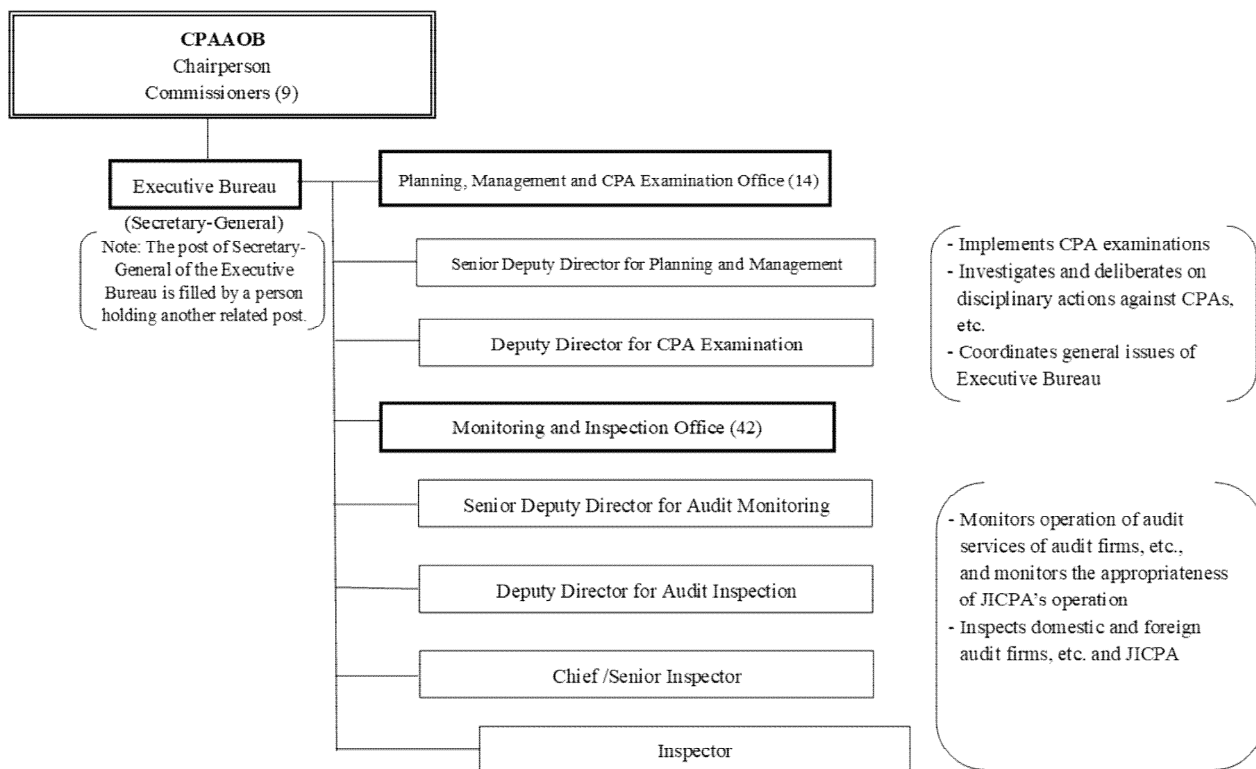 CPAAOB
Chairperson
Commissioners (9)
Executive Bureau
(Secretary-General)
Note: The post of Secretary-
General of the Executive
Bureau is filled by a person
holding another related post.
Planning, Management and CPA Examination Office (14)
Senior Deputy Director for Planning and Management
Deputy Director for CPA Examination
- Implements CPA examinations
- Investigates and deliberates on
disciplinary actions against CPAs,
etc.
- Coordinates general issues of
Executive Bureau
Monitoring and Inspection Office (42)
Senior Deputy Director for Audit Monitoring
Deputy Director for Audit Inspection
Chief /Senior Inspector
Inspector
- Monitors operation of audit
services of audit firms, etc.,
and monitors the appropriateness
of JICPA’s operation
- Inspects domestic and foreign
audit firms, etc. and JICPA